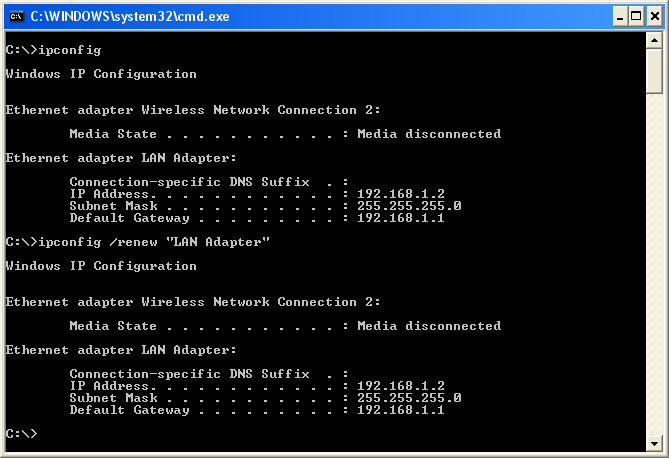 C:\WINDOWS\system32\cmd.exe
C:\>ipconfig
Windows IP Configuration
Ethernet adapter Wireless Network Connection 2:
Media State . . . . . . . . . . . : Media disconnected
Ethernet adapter LAN Adapter:
Connection-specific DNS Suffix  . :
IP Address. . . . . . . . . . . . : 192.168.1.2
Subnet Mask . . . . . . . . . . . : 255.255.255.0
Default Gateway . . . . . . . . . : 192.168.1.1
C:\>ipconfig /renew "LAN Adapter"
Windows IP Configuration
Ethernet adapter Wireless Network Connection 2:
Media State . . . . . . . . . . . : Media disconnected
Ethernet adapter LAN Adapter:
Connection-specific DNS Suffix  . :
IP Address. . . . . . . . . . . . : 192.168.1.2
Subnet Mask . . . . . . . . . . . : 255.255.255.0
Default Gateway . . . . . . . . . : 192.168.1.1
C:\>